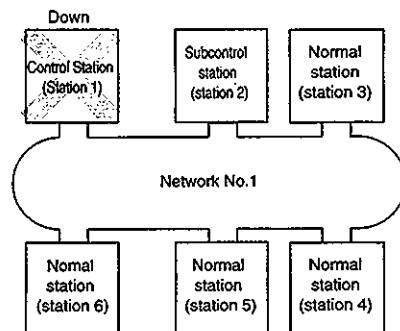 Down
Control Station
(Station 1)
Subcontrol
station
(station 2)
Normal
station
(station 3)
Network No.1
Nomal
station
(station 6)
Normal
station
(station 5)
Normal
station
(station 4)